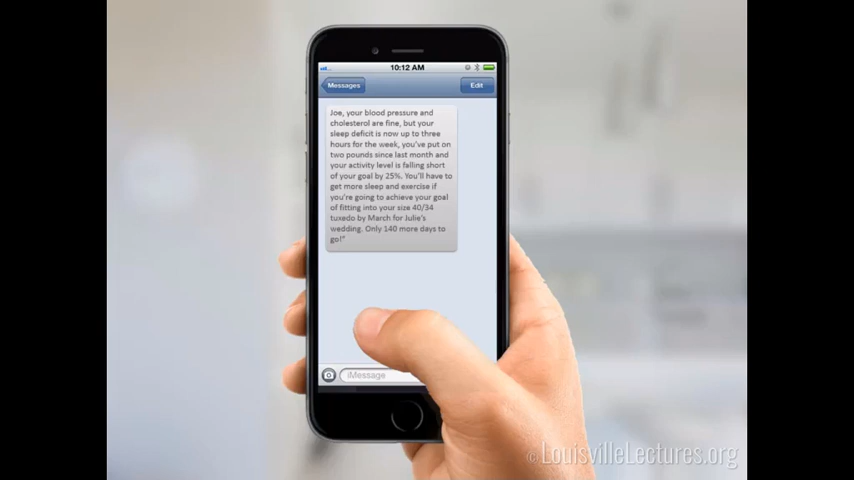 10:12 AM
Messages
Edit
Joe, your blood pressure and
cholesterol are fine, but your
sleep deficit is now up to three
hours for the week, you've put on
two pounds since last month and
your activity level is falling short
of your goal by 25%. You'll have to
get more sleep and exercise if
you're going to achieve your goal
of fitting into your size 40/34
tuxedo by March for Julie's
wedding. Only 140 more days to
go!"
iMessage
© LouisvilleLectures.org